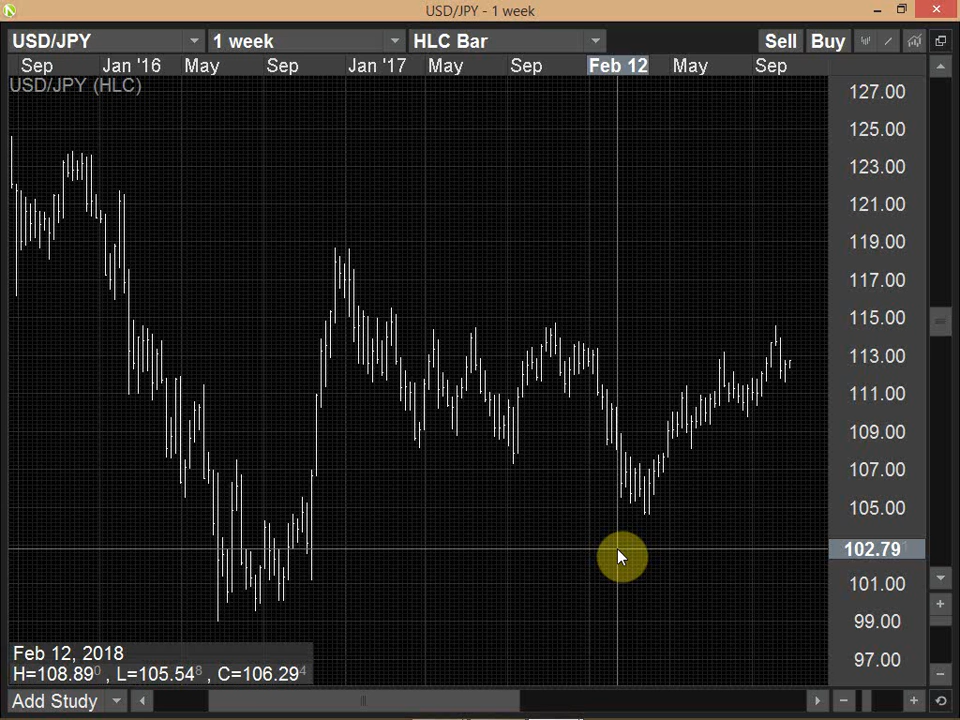 USD/JPY - 1 week
USD/JPY 1 week HLC Bar Sell Buy
Sep Jan '16 May Sep Jan '17 May Sep Feb 12 May Sep
USD/JPY (HLC)
127.00
125.00
123.00
121.00
119.00
117.00
115.00
113.00
111.00
109.00
107.00
105.00
102.79
101.00
99.00
97.00
Feb 12, 2018
H=108.89⁰ , L=105.54⁸ , C=106.29⁴
Add Study